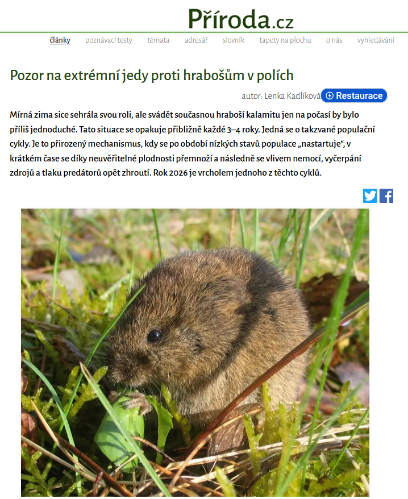 Příroda.cz
články poznávací testy témata adresář slovník tapety na plochu o nás vyhledávání
Pozor na extrémní jedy proti hrabošům v polích
autor: Lenka Kadlíková Restaurace
Mírná zima sice sehrála svou roli, ale svádět současnou hraboší kalamitu jen na počasí by bylo
příliš jednoduché. Tato situace se opakuje přibližně každé 3–4 roky. Jedná se o takzvané populační
cykly. Je to přirozený mechanismus, kdy se po období nízkých stavů populace „nastartuje“, v
krátkém čase se díky neuvěřitelné plodnosti přemnoží a následně se vlivem nemocí, vyčerpání
zdrojů a tlaku predátorů opět zhroutí. Rok 2026 je vrcholem jednoho z těchto cyklů.